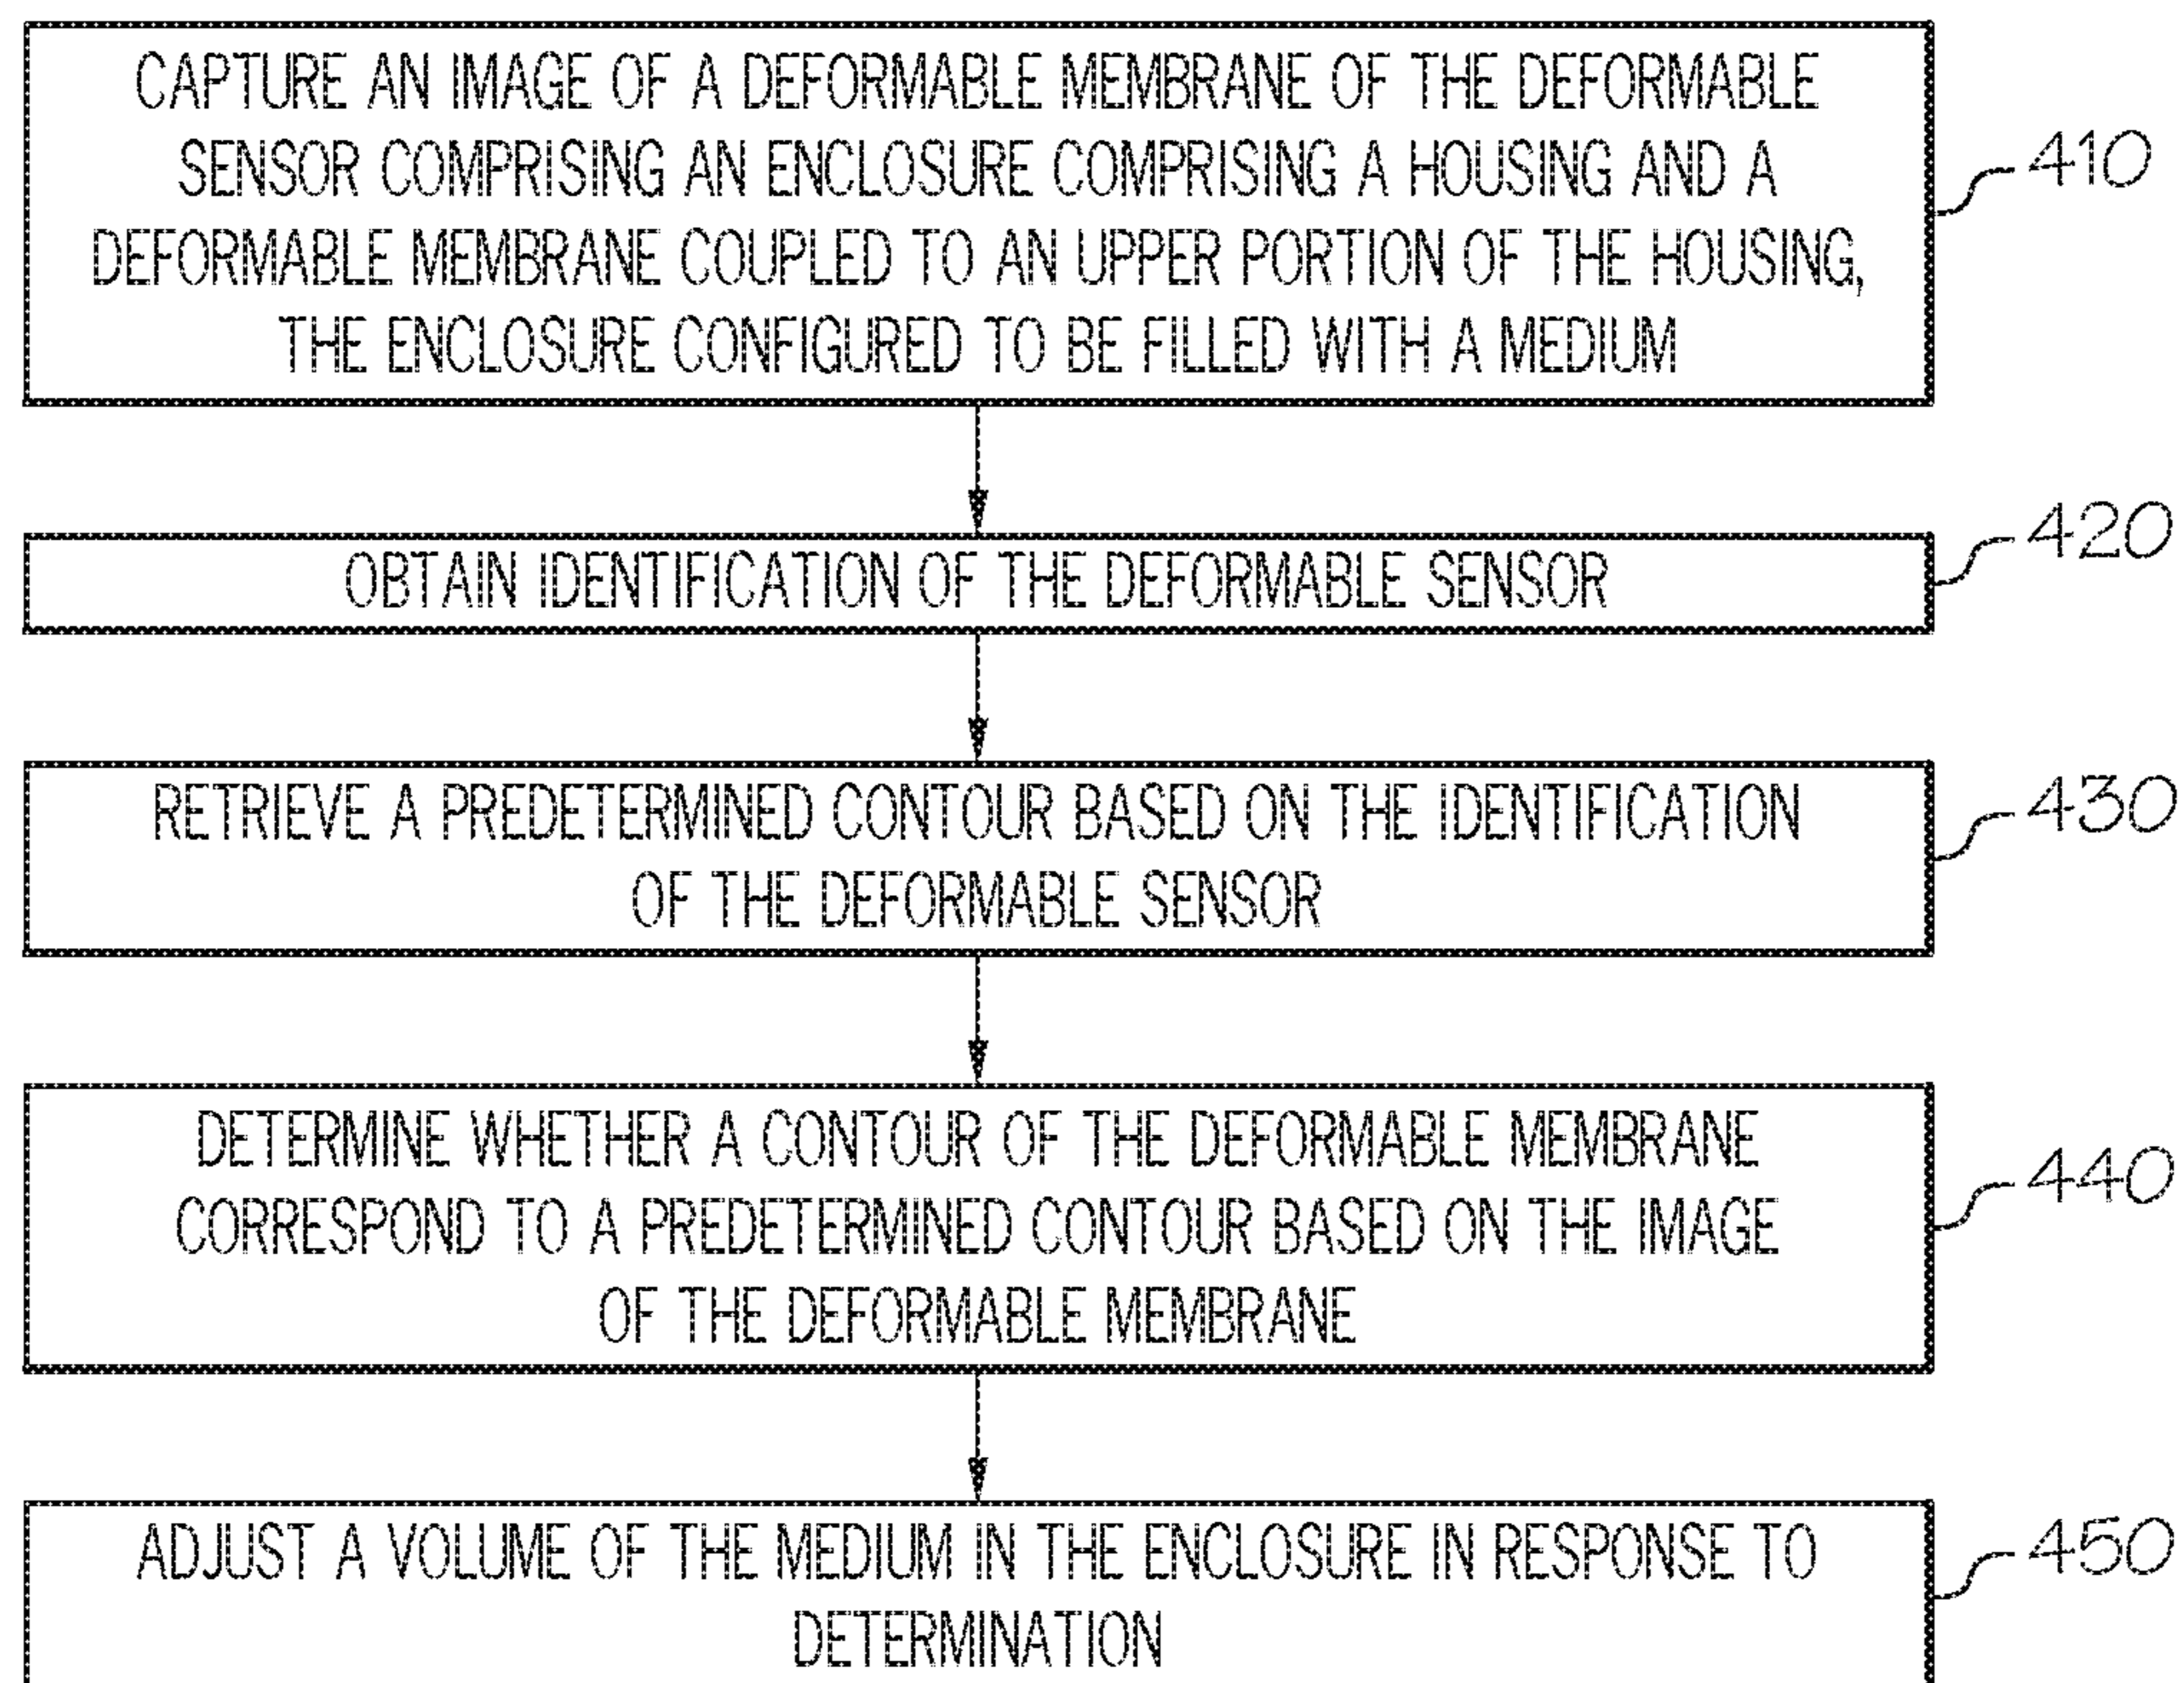 CAPTURE AN IMAGE OF A DEFORMABLE MEMBRANE OF THE DEFORMABLE
SENSOR COMPRISING AN ENCLOSURE COMPRISING A HOUSING AND A
DEFORMABLE MEMBRANE COUPLED TO AN UPPER PORTION OF THE HOUSING,
THE ENCLOSURE CONFIGURED TO BE FILLED WITH A MEDIUM
410
OBTAIN IDENTIFICATION OF THE DEFORMABLE SENSOR
420
RETRIEVE A PREDETERMINED CONTOUR BASED ON THE IDENTIFICATION
OF THE DEFORMABLE SENSOR
430
DETERMINE WHETHER A CONTOUR OF THE DEFORMABLE MEMBRANE
CORRESPOND TO A PREDETERMINED CONTOUR BASED ON THE IMAGE
OF THE DEFORMABLE MEMBRANE
440
ADJUST A VOLUME OF THE MEDIUM IN THE ENCLOSURE IN RESPONSE TO
DETERMINATION
450